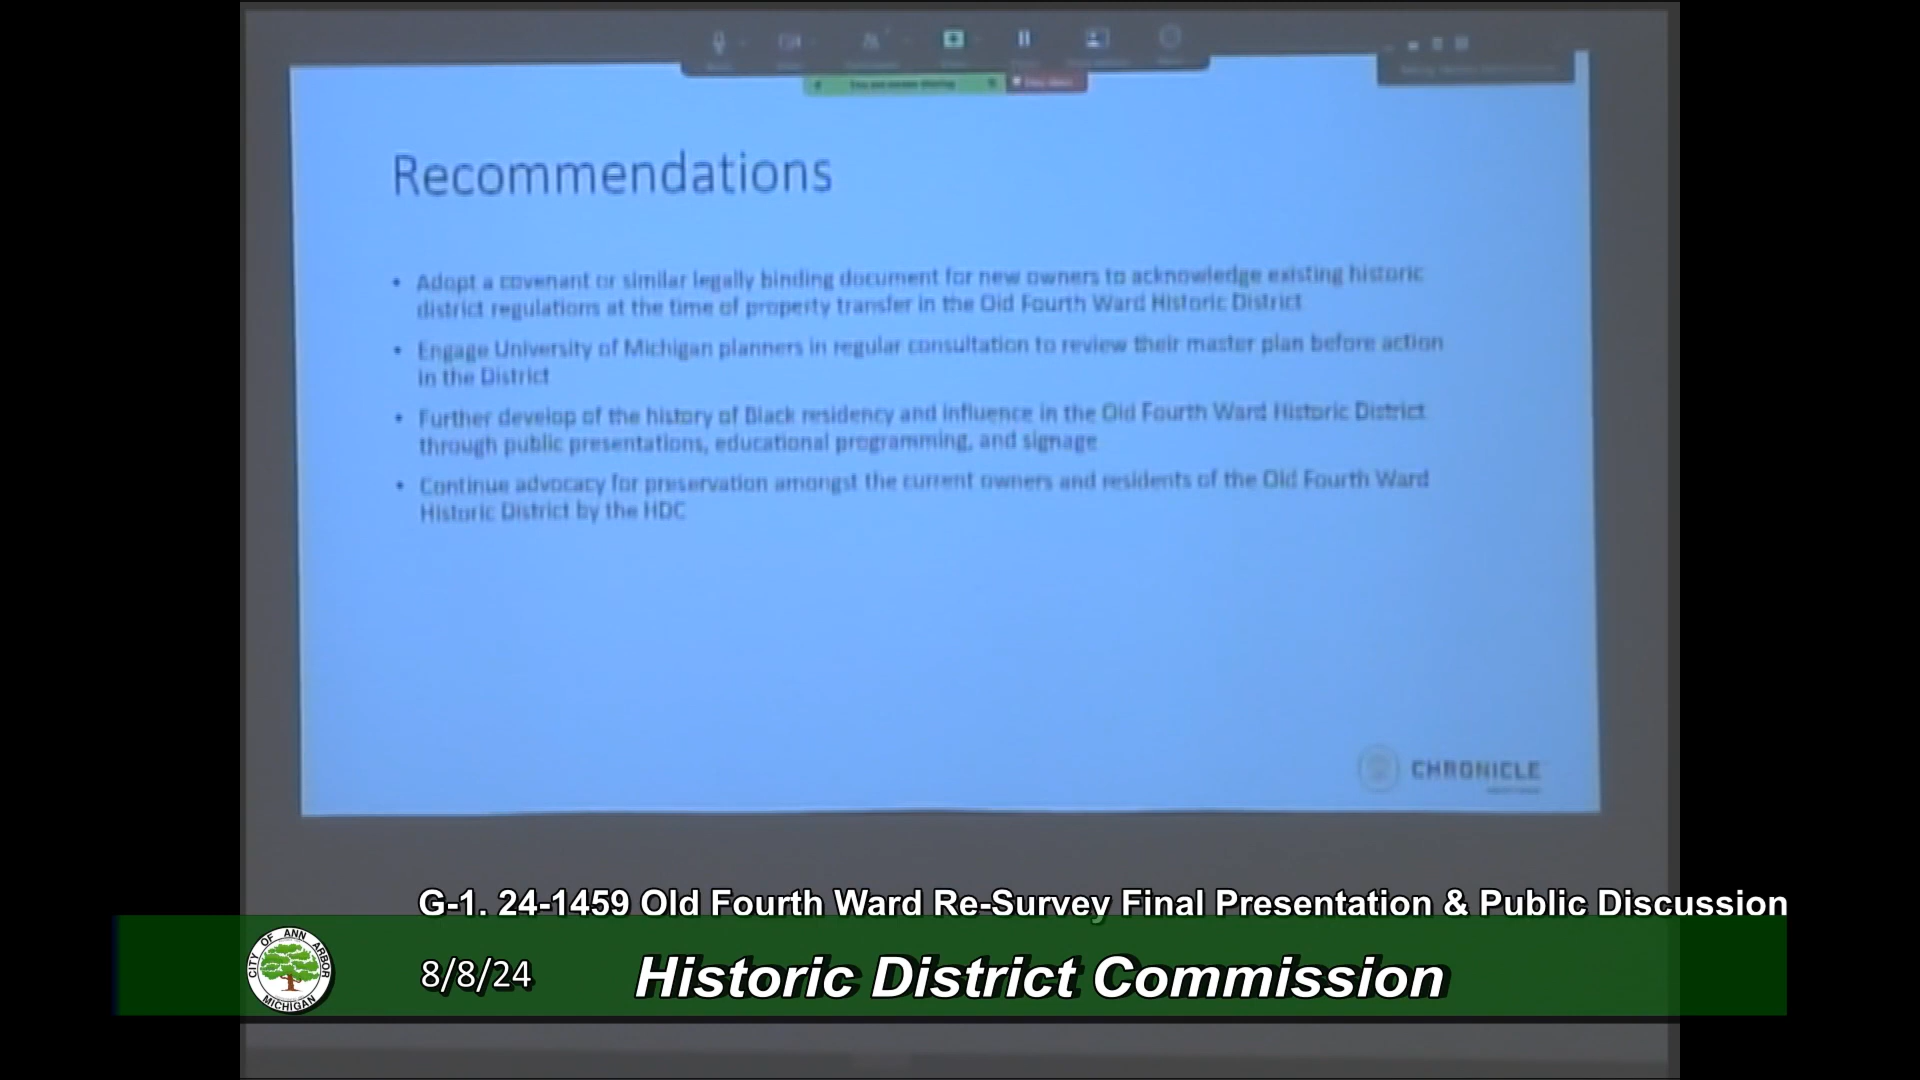 Recommendations
• Adopt a covenant or similar legally binding document for new owners to acknowledge existing historic
district regulations at the time of property transfer in the Old Fourth Ward Historic District
• Engage University of Michigan planners in regular consultation to review their master plan before action
in the District
• Further develop of the history of Black residency and influence in the Old Fourth Ward Historic District
through public presentations, educational programming, and signage
• Continue advocacy for preservation amongst the current owners and residents of the Old Fourth Ward
Historic District by the HDC
CHRONICLE
G-1. 24-1459 Old Fourth Ward Re-Survey Final Presentation & Public Discussion
CITY OF ANN ARBOR
MICHIGAN
8/8/24
Historic District Commission